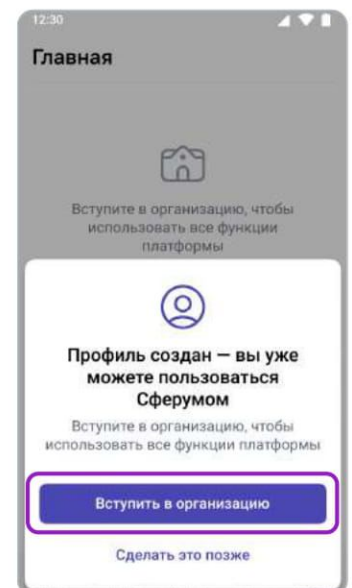 12:30
Главная
Вступите в организацию, чтобы
использовать все функции
платформы
Профиль создан — вы уже
можете пользоваться
Сферумом
Вступите в организацию, чтобы
использовать все функции платформы
Вступить в организацию
Сделать это позже